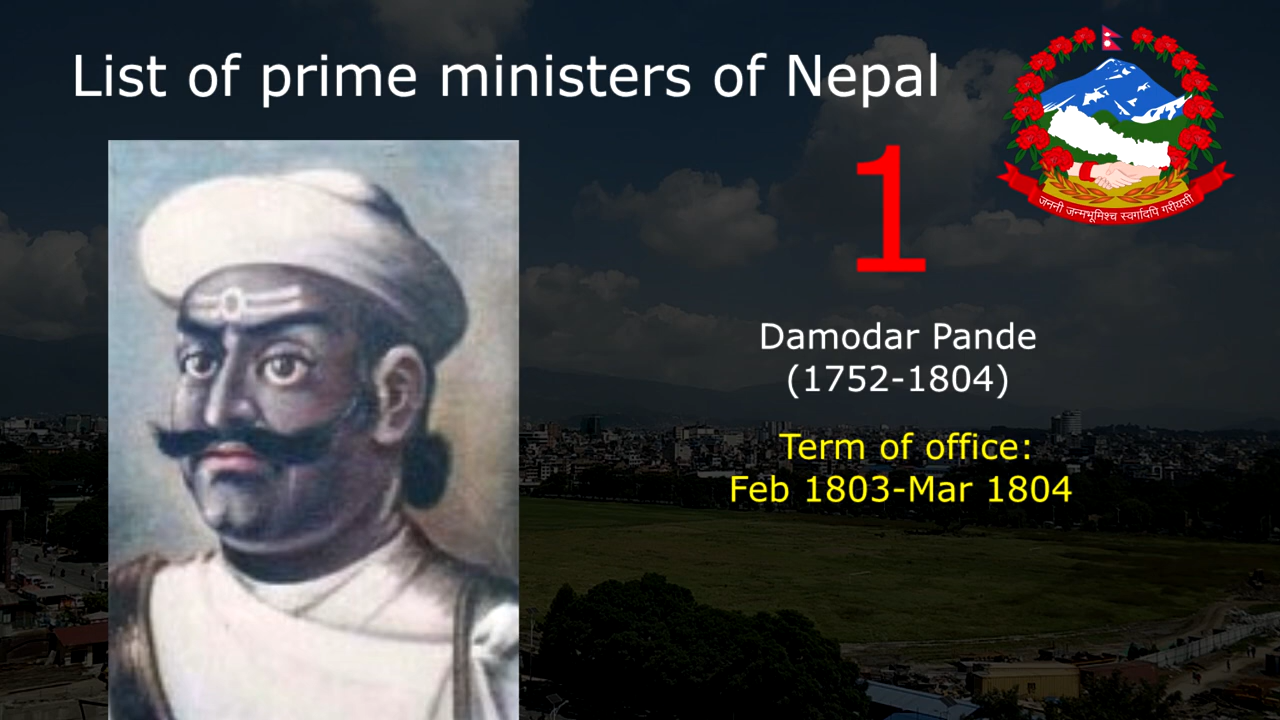 List of prime ministers of Nepal
1
जननी जन्मभूमिश्च स्वर्गादपि गरीयसी
Damodar Pande
(1752-1804)
Term of office:
Feb 1803-Mar 1804